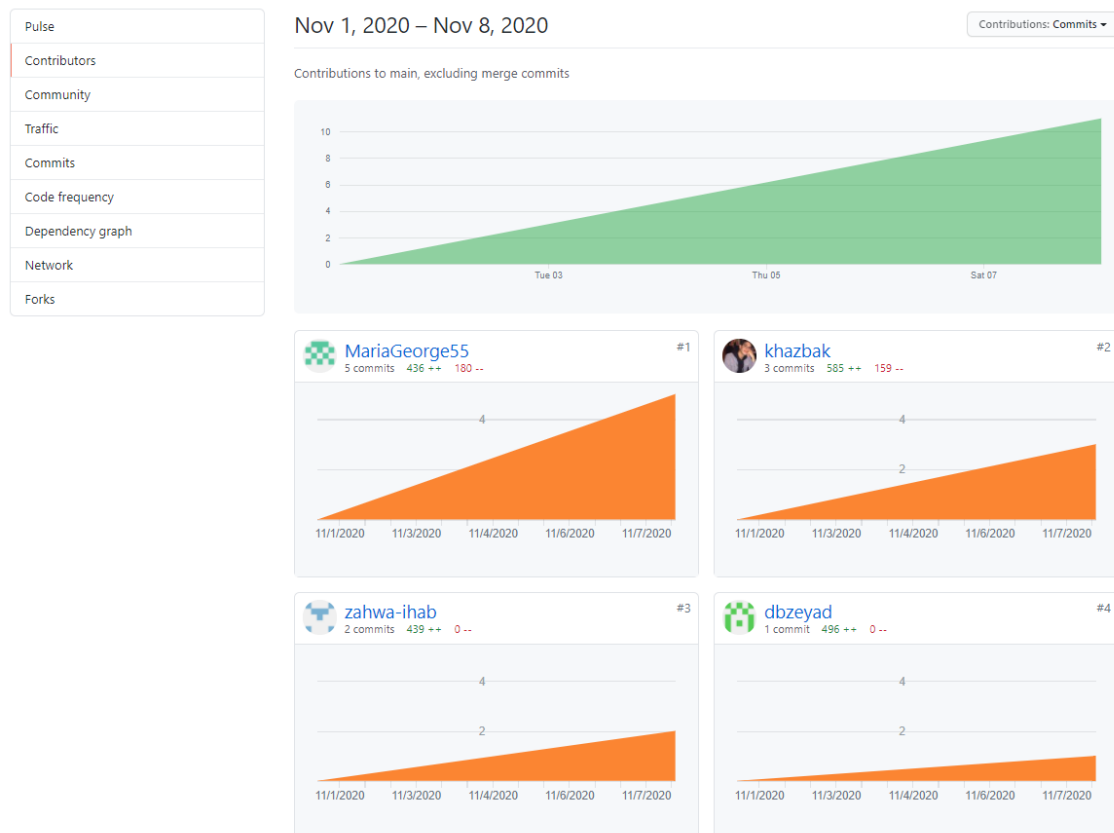 Pulse
Contributors
Community
Traffic
Commits
Code frequency
Dependency graph
Network
Forks
Nov 1, 2020 – Nov 8, 2020
Contributions: Commits
Contributions to main, excluding merge commits
10
8
6
4
2
0
Tue 03 Thu 05 Sat 07
MariaGeorge55 #1
5 commits 436 ++ 180 --
4
11/1/2020 11/3/2020 11/4/2020 11/6/2020 11/7/2020
khazbak #2
3 commits 585 ++ 159 --
4
2
11/1/2020 11/3/2020 11/4/2020 11/6/2020 11/7/2020
zahwa-ihab #3
2 commits 439 ++ 0 --
4
2
11/1/2020 11/3/2020 11/4/2020 11/6/2020 11/7/2020
dbzeyad #4
1 commit 496 ++ 0 --
4
2
11/1/2020 11/3/2020 11/4/2020 11/6/2020 11/7/2020